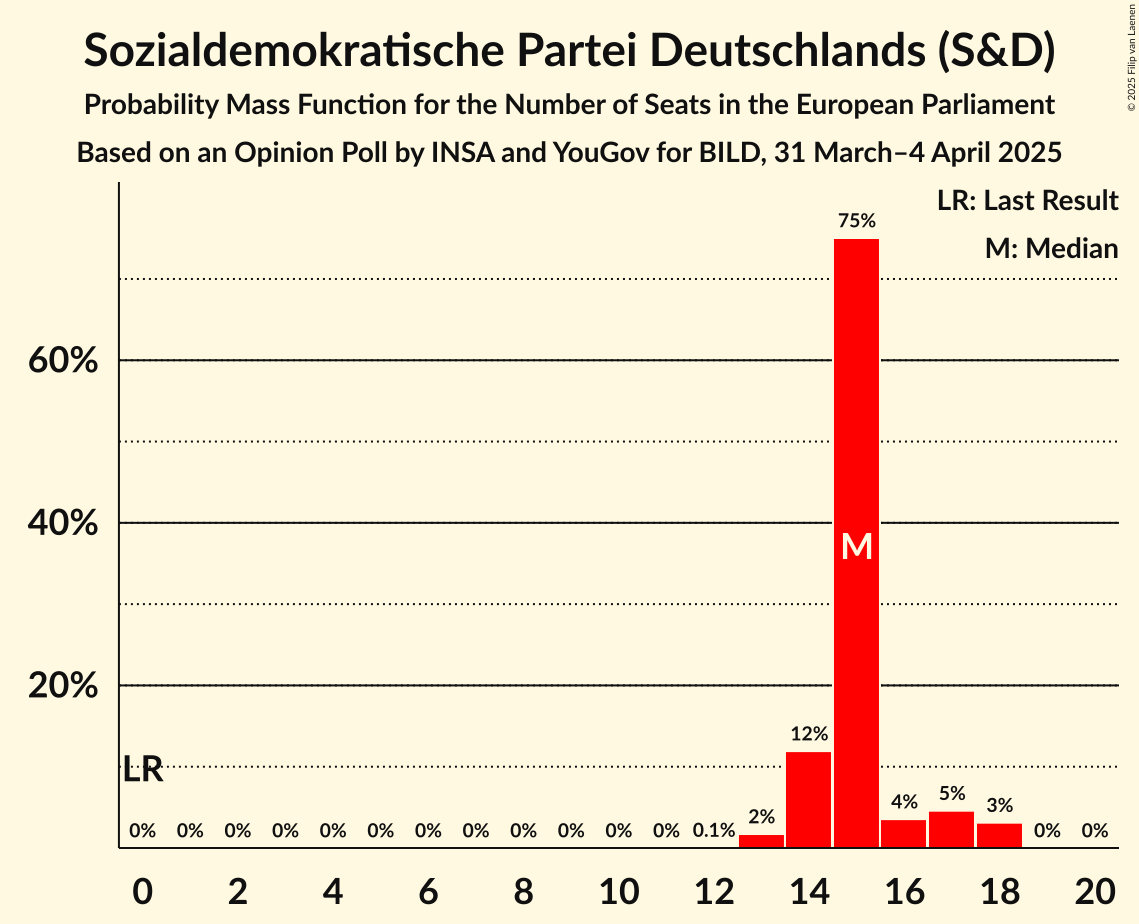 Sozialdemokratische Partei Deutschlands (S&D)
Probability Mass Function for the Number of Seats in the European Parliament
Based on an Opinion Poll by INSA and YouGov for BILD, 31 March–4 April 2025
© 2025 Filip van Laenen
LR: Last Result
M: Median
75%
60%
40%
M
20%
12%
LR
0% 0% 0% 0% 0% 0% 0% 0% 0% 0% 0% 0% 0.1% 2% 4% 5% 3% 0% 0%
0 2 4 6 8 10 12 14 16 18 20